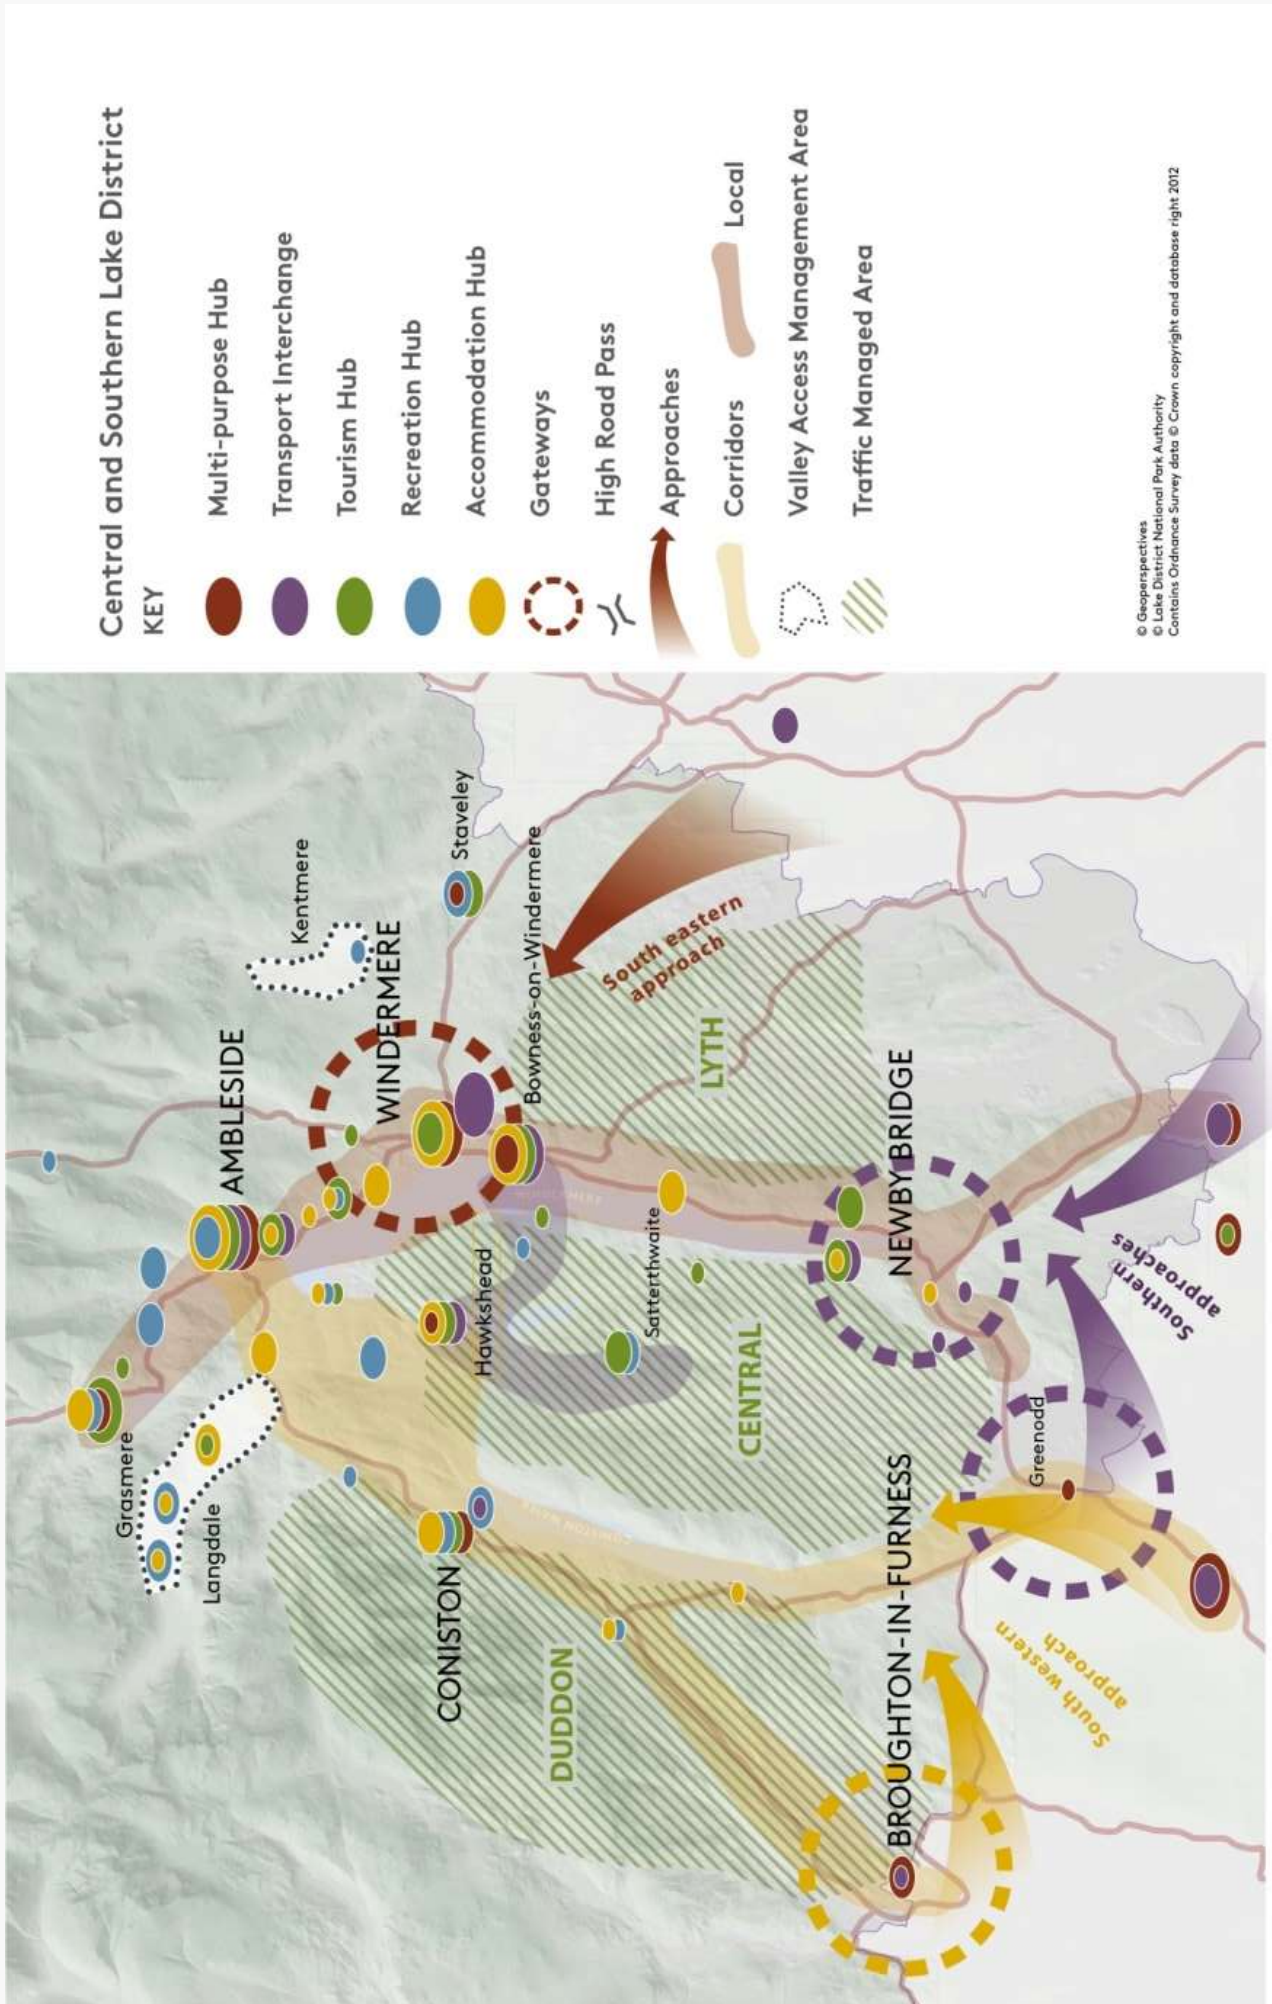 Central and Southern Lake District
KEY
Multi-purpose Hub
Transport Interchange
Tourism Hub
Recreation Hub
Accommodation Hub
Gateways
High Road Pass
Approaches
Corridors
Local
Valley Access Management Area
Traffic Managed Area
© Geoperspectives
© Lake District National Park Authority
Contains Ordnance Survey data © Crown copyright and database right 2012
Grasmere
Langdale
AMBLESIDE
Kentmere
WINDERMERE
Staveley
Bowness-on-Windermere
Hawkshead
CONISTON
Satterthwaite
DUDDON
CENTRAL
LYTH
South eastern
approach
WINDERMERE
CONISTON WATER
NEWBY BRIDGE
BROUGHTON-IN-FURNESS
Greenodd
Southern
approaches
South western
approach